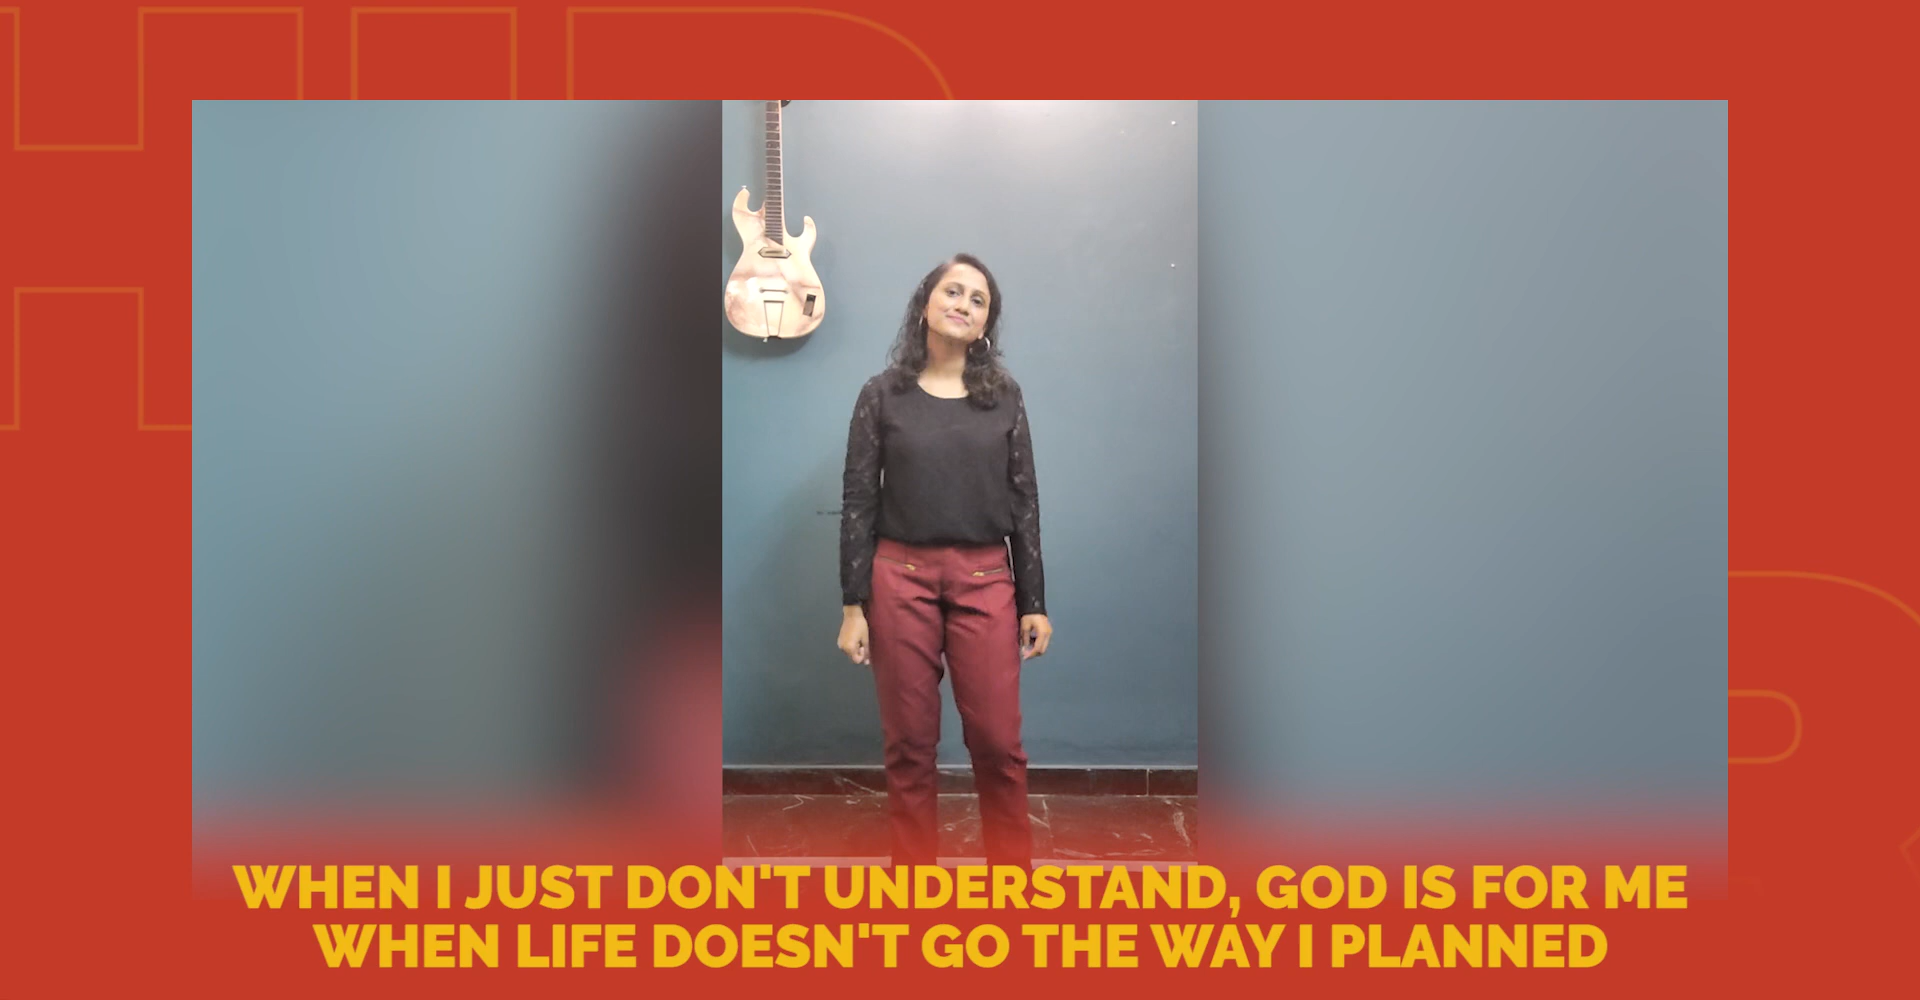 WHEN I JUST DON'T UNDERSTAND, GOD IS FOR ME
WHEN LIFE DOESN'T GO THE WAY I PLANNED